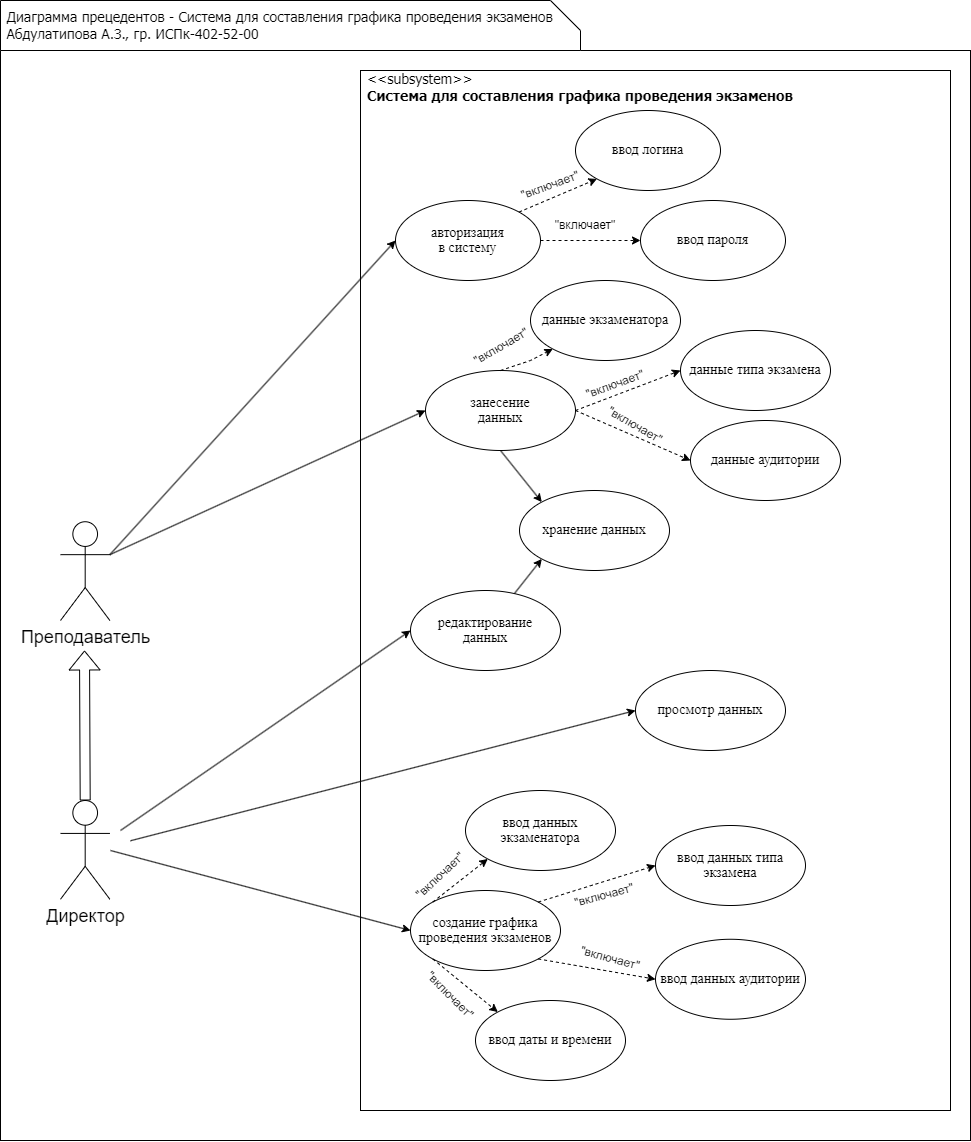 Диаграмма прецедентов - Система для составления графика проведения экзаменов
Абдулатипова А.З., гр. ИСПк-402-52-00
<<subsystem>>
Система для составления графика проведения экзаменов
ввод логина
"включает"
авторизация
в систему
"включает"
ввод пароля
данные экзаменатора
"включает"
данные типа экзамена
"включает"
занесение
данных
"включает"
данные аудитории
хранение данных
Преподаватель
редактирование
данных
просмотр данных
ввод данных
экзаменатора
"включает"
ввод данных типа
экзамена
"включает"
Директор
создание графика
проведения экзаменов
"включает"
ввод данных аудитории
"включает"
ввод даты и времени